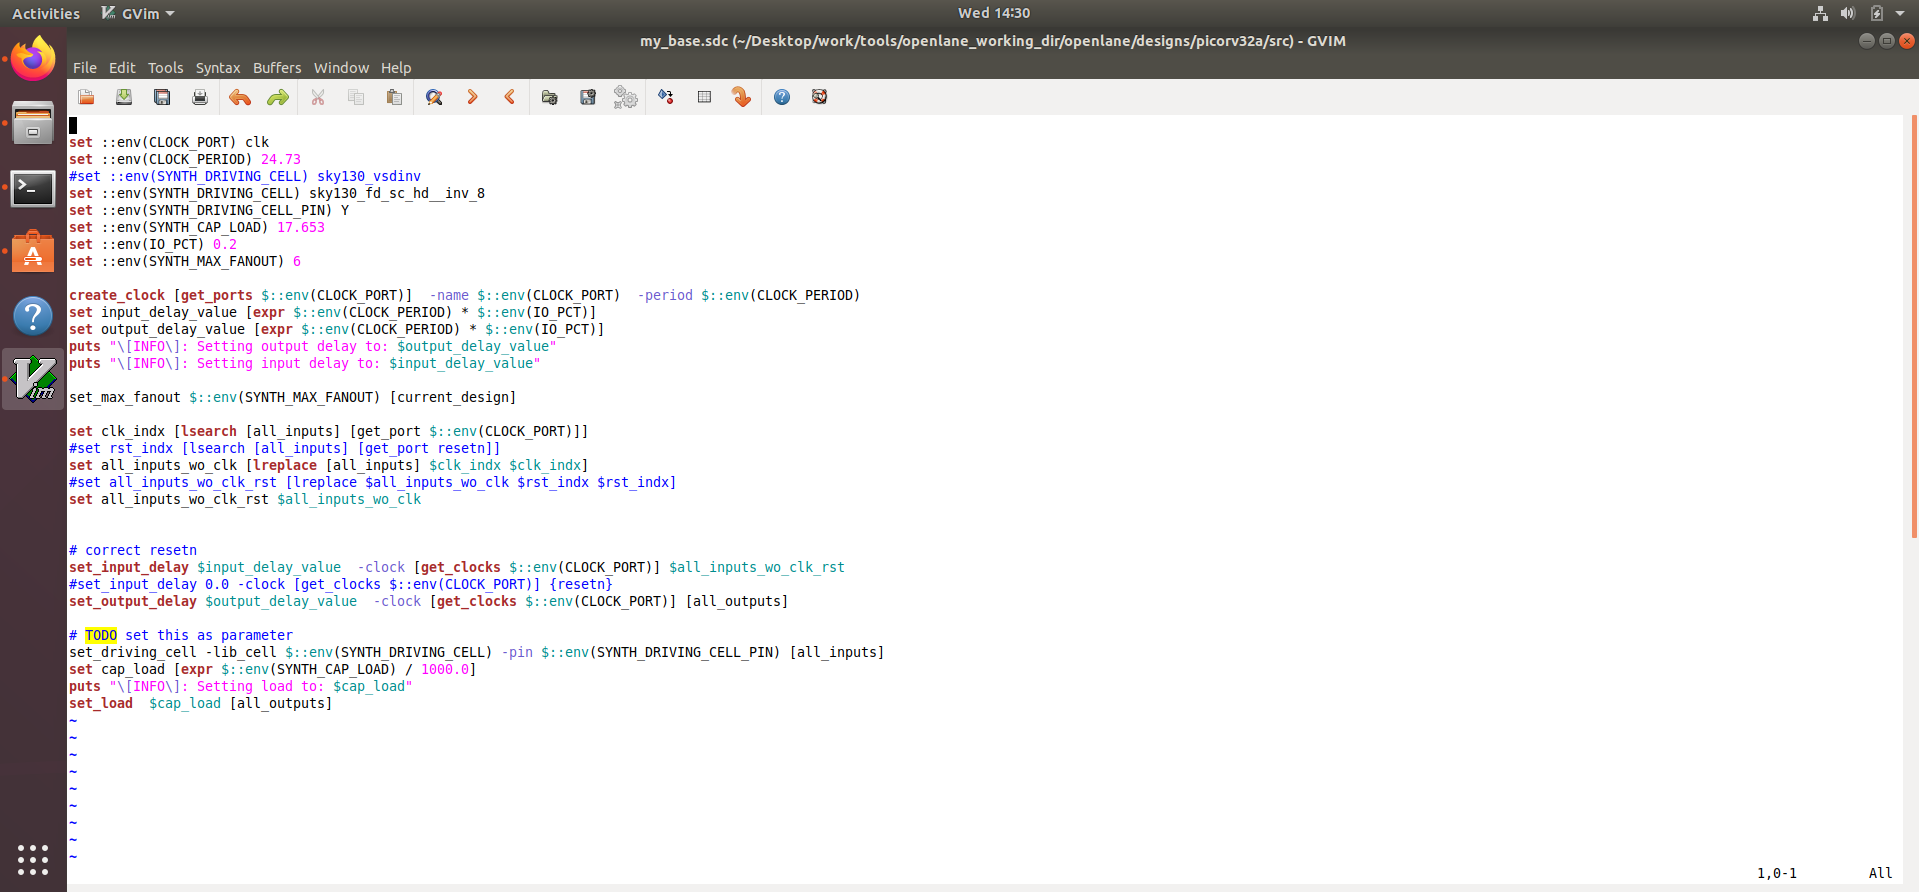 Activities GVim Wed 14:30
my_base.sdc (~/Desktop/work/tools/openlane_working_dir/openlane/designs/picorv32a/src) - GVIM
File Edit Tools Syntax Buffers Window Help
set ::env(CLOCK_PORT) clk
set ::env(CLOCK_PERIOD) 24.73
#set ::env(SYNTH_DRIVING_CELL) sky130_vsdinv
set ::env(SYNTH_DRIVING_CELL) sky130_fd_sc_hd__inv_8
set ::env(SYNTH_DRIVING_CELL_PIN) Y
set ::env(SYNTH_CAP_LOAD) 17.653
set ::env(IO_PCT) 0.2
set ::env(SYNTH_MAX_FANOUT) 6
create_clock [get_ports $::env(CLOCK_PORT)]  -name $::env(CLOCK_PORT)  -period $::env(CLOCK_PERIOD)
set input_delay_value [expr $::env(CLOCK_PERIOD) * $::env(IO_PCT)]
set output_delay_value [expr $::env(CLOCK_PERIOD) * $::env(IO_PCT)]
puts "\[INFO\]: Setting output delay to: $output_delay_value"
puts "\[INFO\]: Setting input delay to: $input_delay_value"
set_max_fanout $::env(SYNTH_MAX_FANOUT) [current_design]
set clk_indx [lsearch [all_inputs] [get_port $::env(CLOCK_PORT)]]
#set rst_indx [lsearch [all_inputs] [get_port resetn]]
set all_inputs_wo_clk [lreplace [all_inputs] $clk_indx $clk_indx]
#set all_inputs_wo_clk_rst [lreplace $all_inputs_wo_clk $rst_indx $rst_indx]
set all_inputs_wo_clk_rst $all_inputs_wo_clk
# correct resetn
set_input_delay $input_delay_value  -clock [get_clocks $::env(CLOCK_PORT)] $all_inputs_wo_clk_rst
#set_input_delay 0.0 -clock [get_clocks $::env(CLOCK_PORT)] {resetn}
set_output_delay $output_delay_value  -clock [get_clocks $::env(CLOCK_PORT)] [all_outputs]
# TODO set this as parameter
set_driving_cell -lib_cell $::env(SYNTH_DRIVING_CELL) -pin $::env(SYNTH_DRIVING_CELL_PIN) [all_inputs]
set cap_load [expr $::env(SYNTH_CAP_LOAD) / 1000.0]
puts "\[INFO\]: Setting load to: $cap_load"
set_load  $cap_load [all_outputs]
~
~
~
~
~
~
~
~
~
1,0-1 All